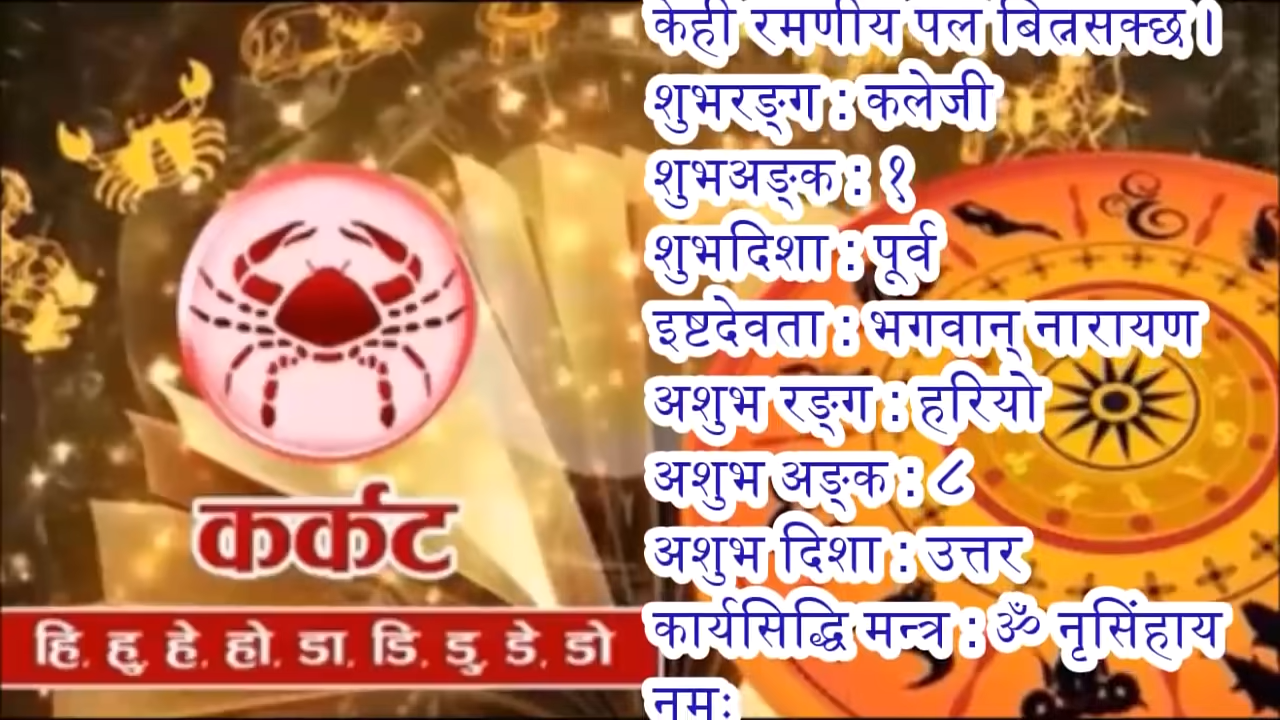 कर्कट
हि. हु. हे. हो. डा. डि. डु. डे. डो
केही रमणीय पल बित्नसक्छ ।
शुभरङ्ग : कलेजी
शुभअङ्क : १
शुभदिशा : पूर्व
इष्टदेवता : भगवान् नारायण
अशुभ रङ्ग : हरियो
अशुभ अङ्क : ८
अशुभ दिशा : उत्तर
कार्यसिद्धि मन्त्र : ॐ नृसिंहाय
नमः